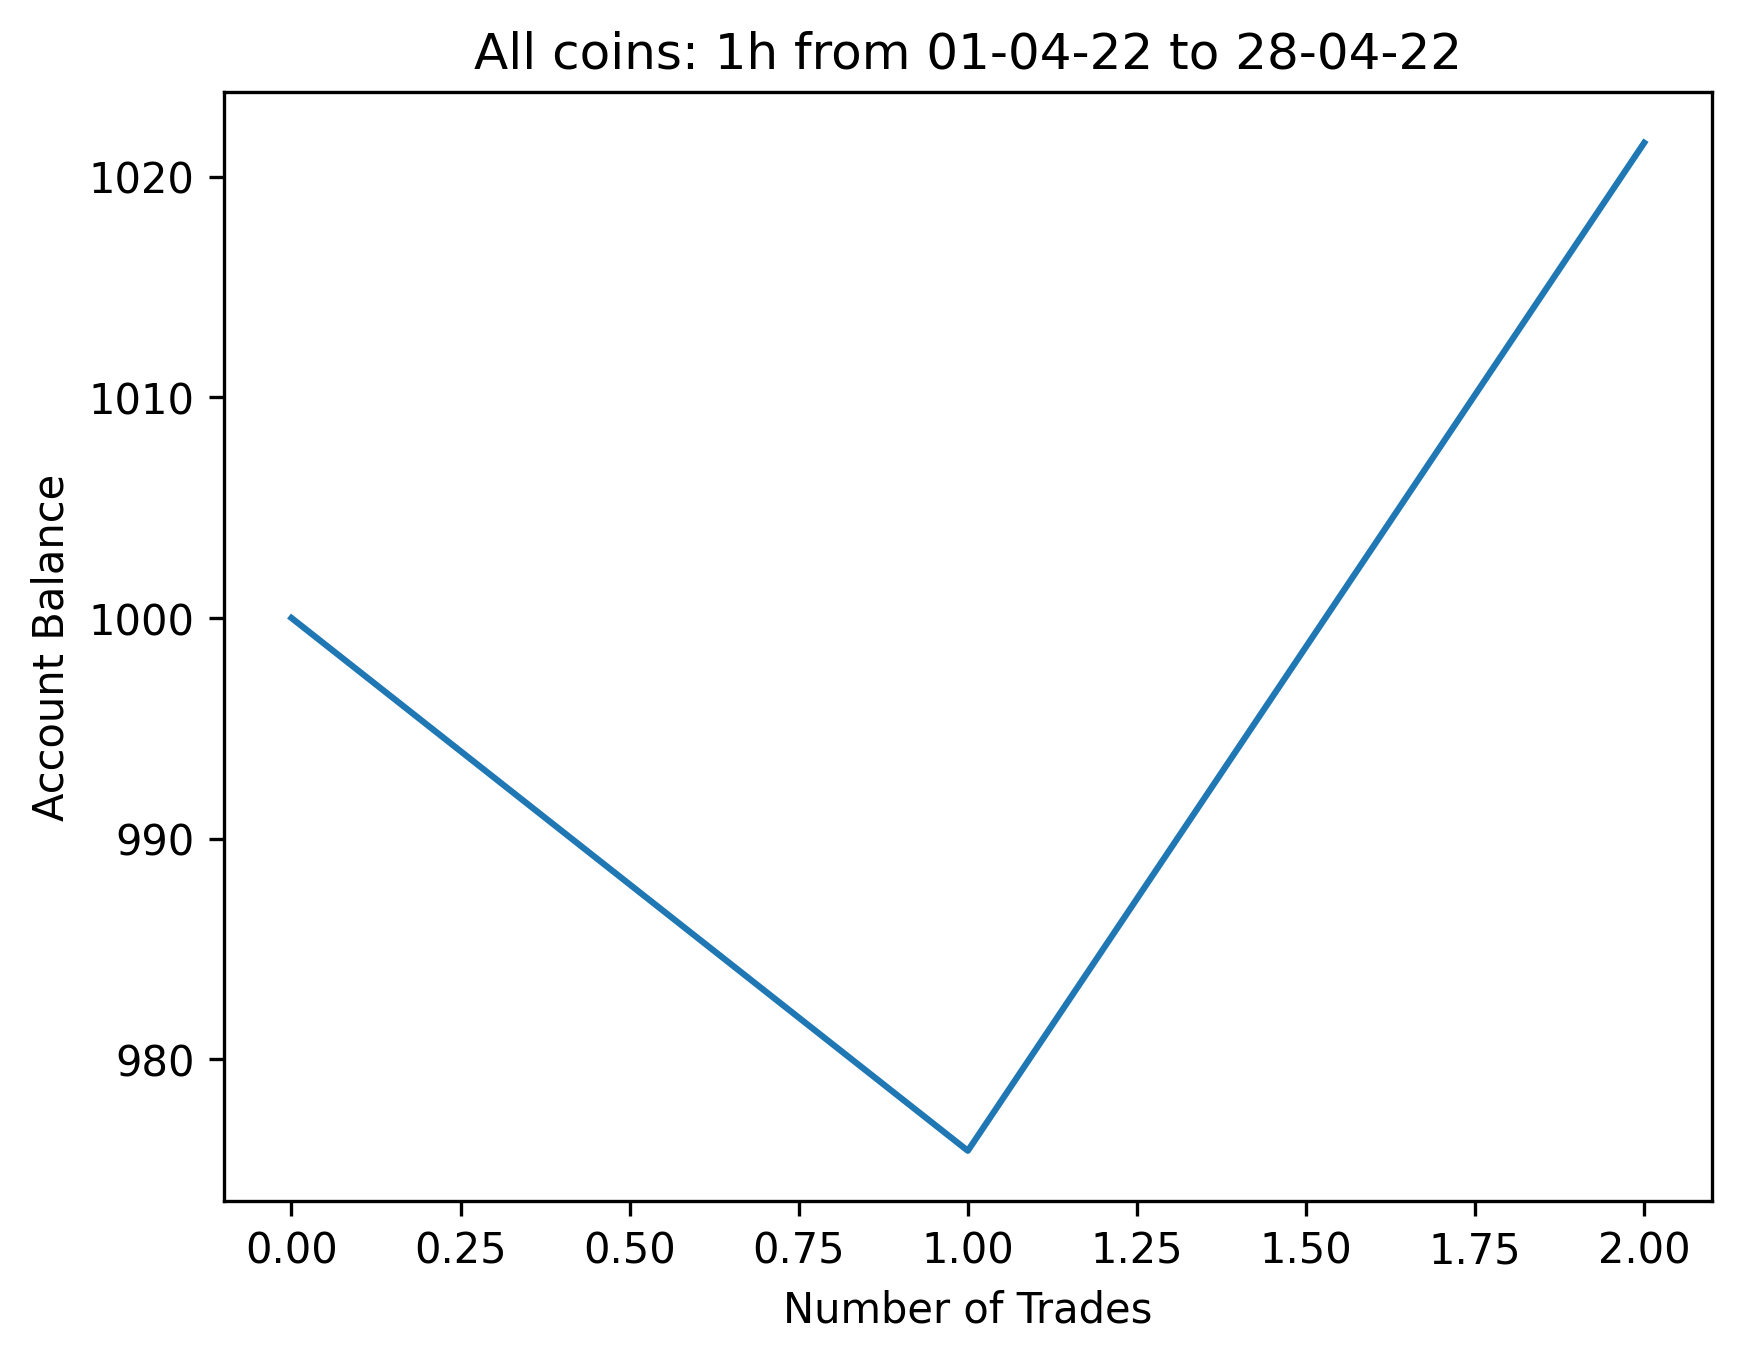 All coins: 1h from 01-04-22 to 28-04-22
1020
1010
1000
990
980
Account Balance
0.00 0.25 0.50 0.75 1.00 1.25 1.50 1.75 2.00
Number of Trades